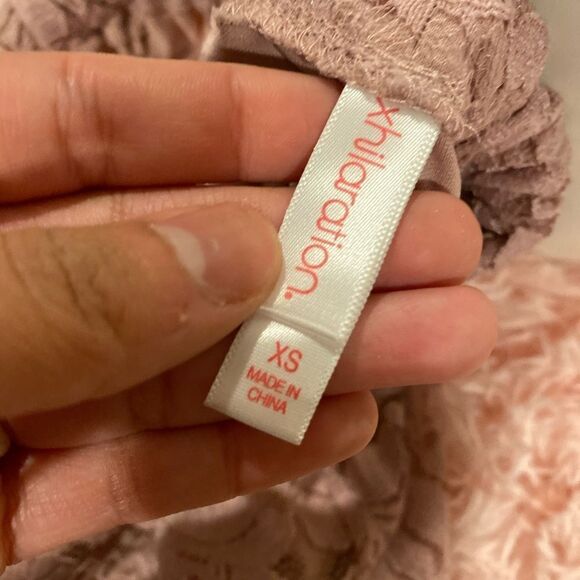 xhilaration.
XS
MADE IN
CHINA